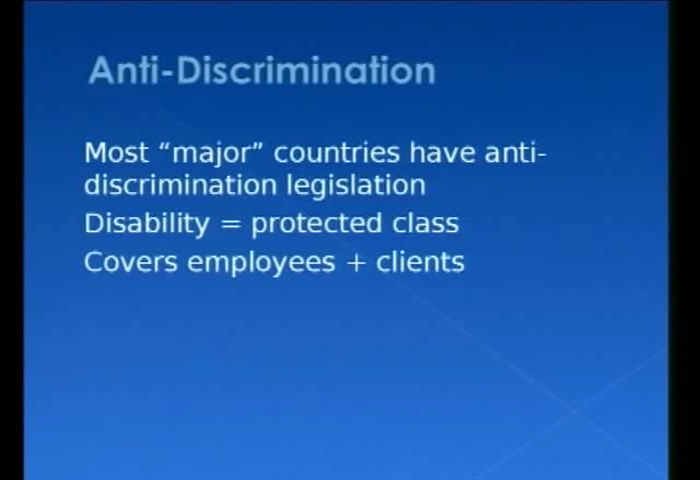 Anti-Discrimination
Most “major” countries have anti-
discrimination legislation
Disability = protected class
Covers employees + clients